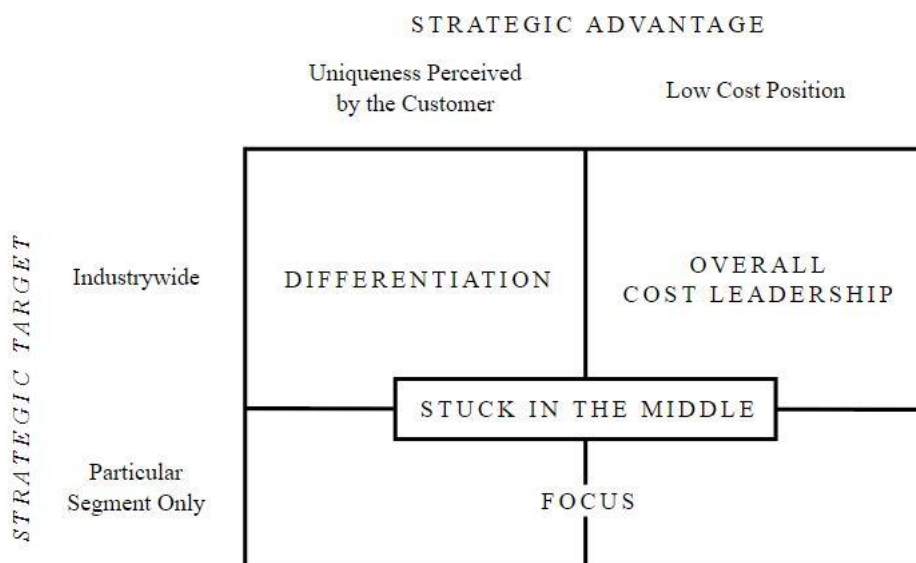 STRATEGIC ADVANTAGE
Uniqueness Perceived
by the Customer
Low Cost Position
STRATEGIC TARGET
Industrywide
DIFFERENTIATION
OVERALL
COST LEADERSHIP
STUCK IN THE MIDDLE
Particular
Segment Only
FOCUS